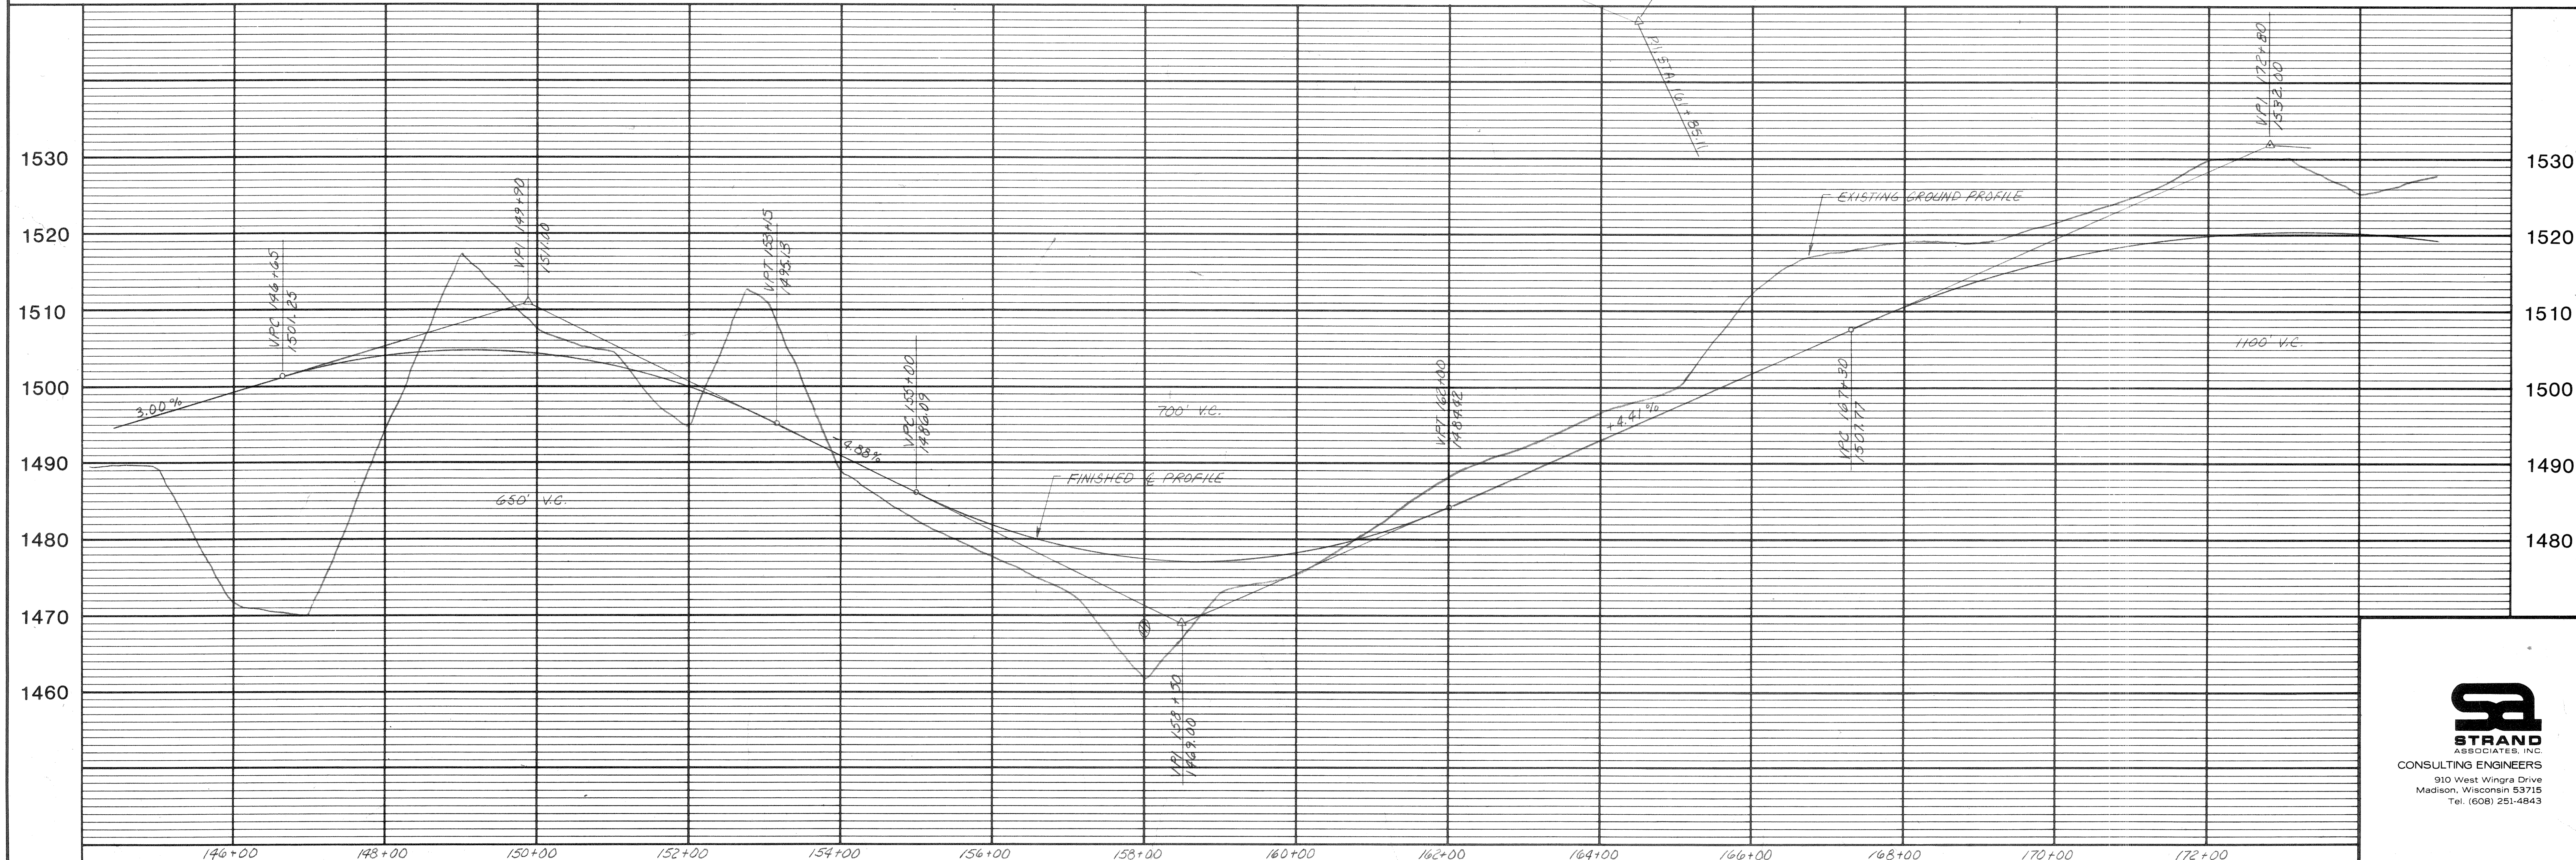 P.I. STA. 161+85.11
VPI 172+80
1532.00
1530
1530
EXISTING GROUND PROFILE
VPI 149+90
1511.00
VPT 153+15
1495.13
1520
1520
VPC 146+65
1501.25
1510
1510
1100' V.C.
VPC 155+00
1486.09
VPT 162+00
1484.42
1500
1500
3.00%
700' V.C.
+4.41%
VPC 167+30
1507.77
-4.88%
1490
1490
FINISHED ℄ PROFILE
650' V.C.
1480
1480
1470
VPI 158+50
1469.00
1460
sa
STRAND
ASSOCIATES, INC.
CONSULTING ENGINEERS
910 West Wingra Drive
Madison, Wisconsin 53715
Tel. (608) 251-4843
146+00 148+00 150+00 152+00 154+00 156+00 158+00 160+00 162+00 164+00 166+00 168+00 170+00 172+00